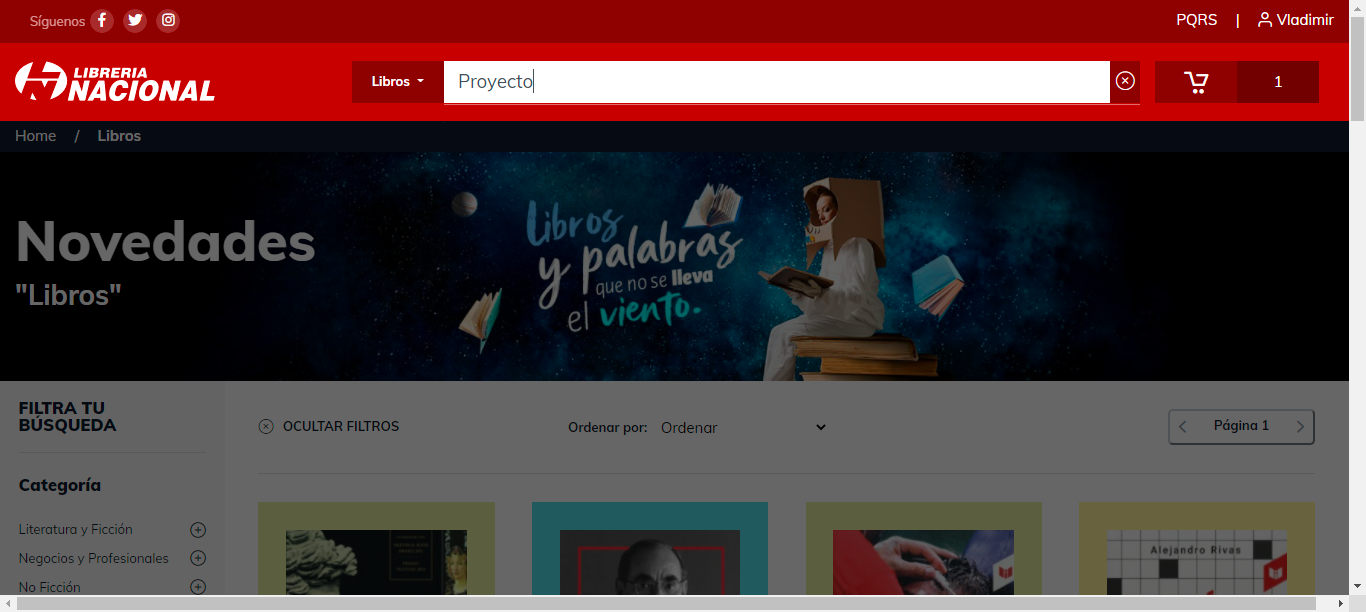 Síguenos
PQRS | Vladimir
LIBRERIA
NACIONAL
Libros
Proyecto
1
Home / Libros
Novedades
"Libros"
Libros
y palabras
que no se lleva
el viento.
FILTRA TU
BÚSQUEDA
OCULTAR FILTROS
Ordenar por: Ordenar
Página 1
Categoría
Literatura y Ficción
Negocios y Profesionales
No Ficción
Alejandro Rivas